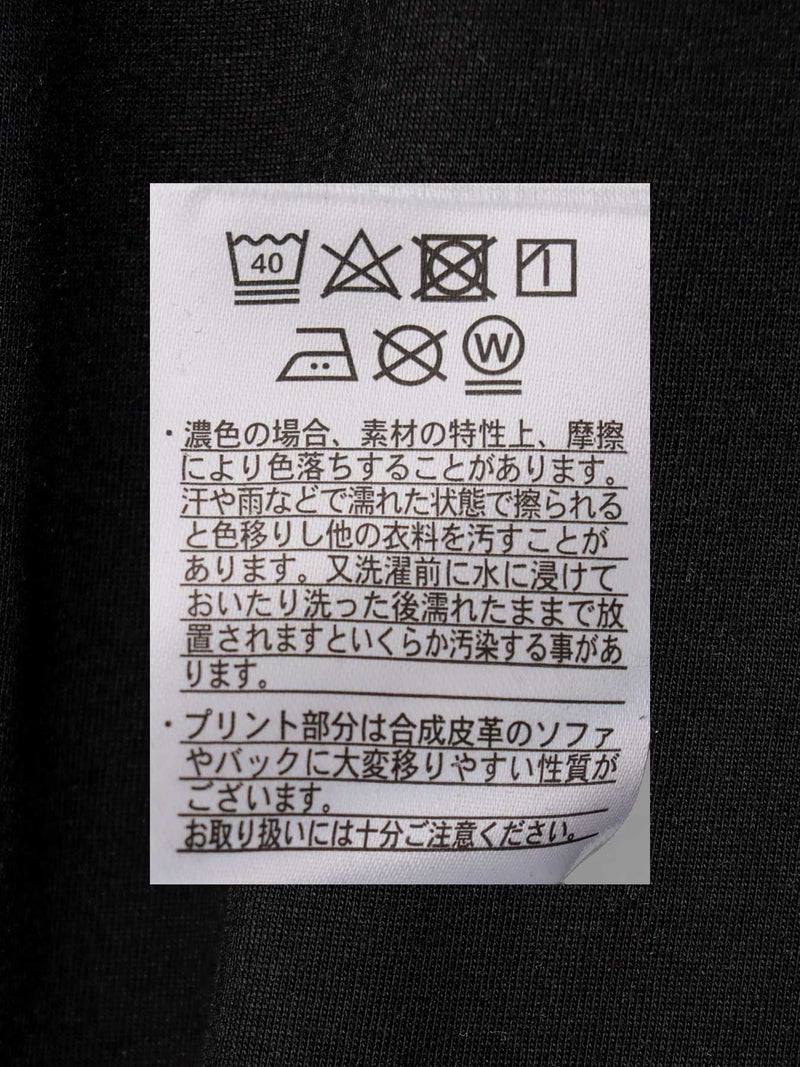 40
W
・濃色の場合、素材の特性上、摩擦
により色落ちすることがあります。
汗や雨などで濡れた状態で擦られる
と色移りし他の衣料を汚すことが
あります。又洗濯前に水に浸けて
おいたり洗った後濡れたままで放
置されますといくらか汚染する事があ
ります。
・プリント部分は合成皮革のソファ
やバックに大変移りやすい性質が
ございます。
お取り扱いには十分ご注意ください。